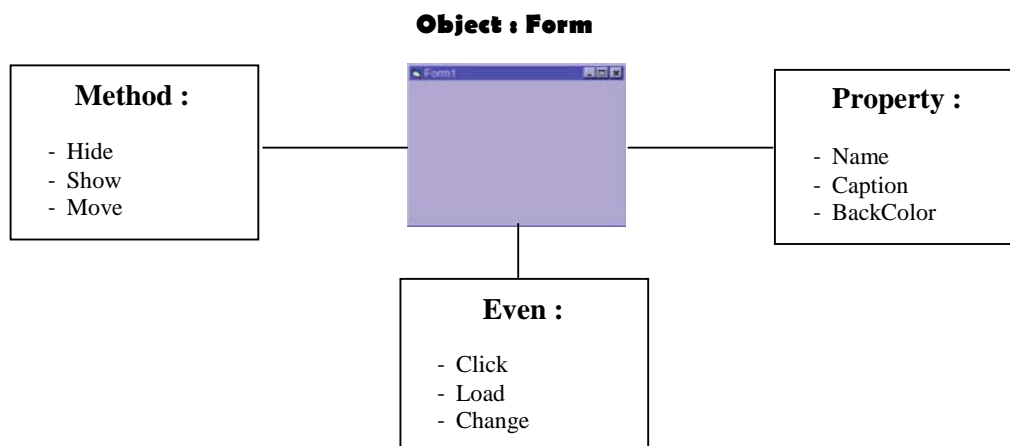 Object : Form
Form1
Method :
- Hide
- Show
- Move
Property :
- Name
- Caption
- BackColor
Even :
- Click
- Load
- Change